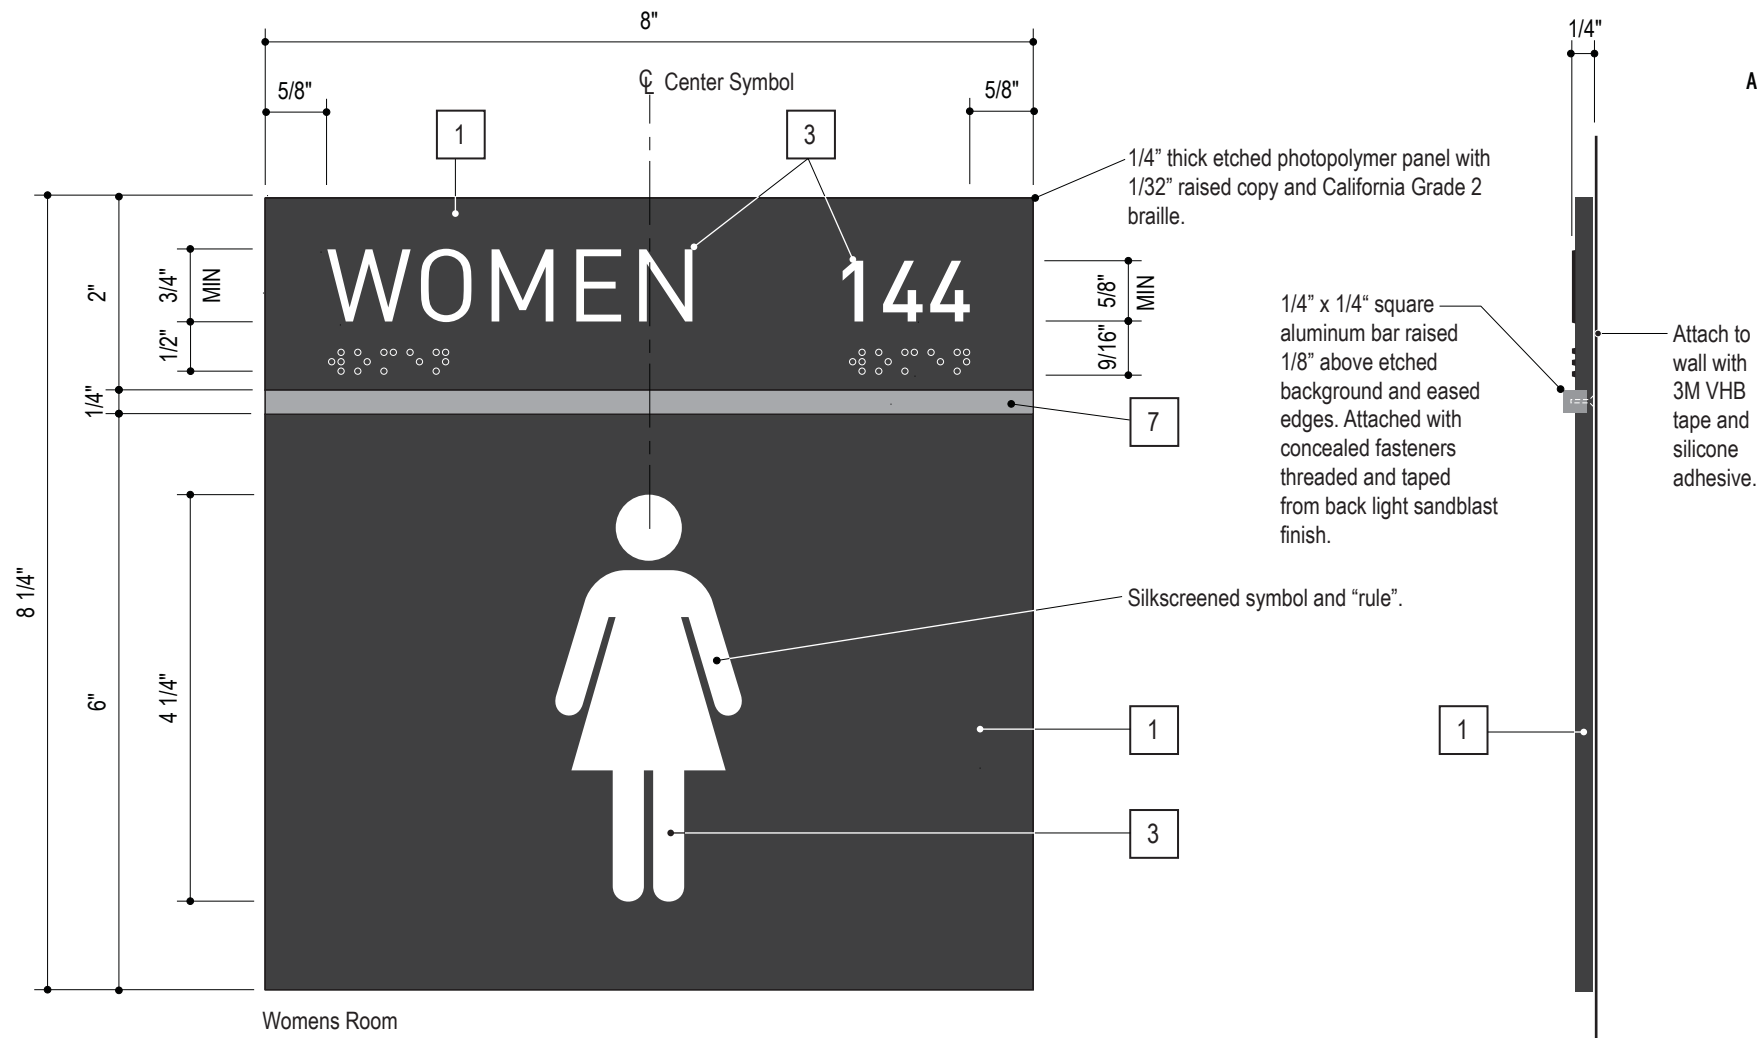 8"
1/4"
A
℄ Center Symbol
5/8"
5/8"
1
3
1/4” thick etched photopolymer panel with
1/32” raised copy and California Grade 2
braille.
WOMEN
144
2"
3/4"
MIN
1/2"
1/4"
5/8"
MIN
9/16"
7
1/4” x 1/4“ square
aluminum bar raised
1/8” above etched
background and eased
edges. Attached with
concealed fasteners
threaded and taped
from back light sandblast
finish.
Attach to
wall with
3M VHB
tape and
silicone
adhesive.
8 1/4"
6"
4 1/4"
Silkscreened symbol and “rule”.
1
1
3
Womens Room